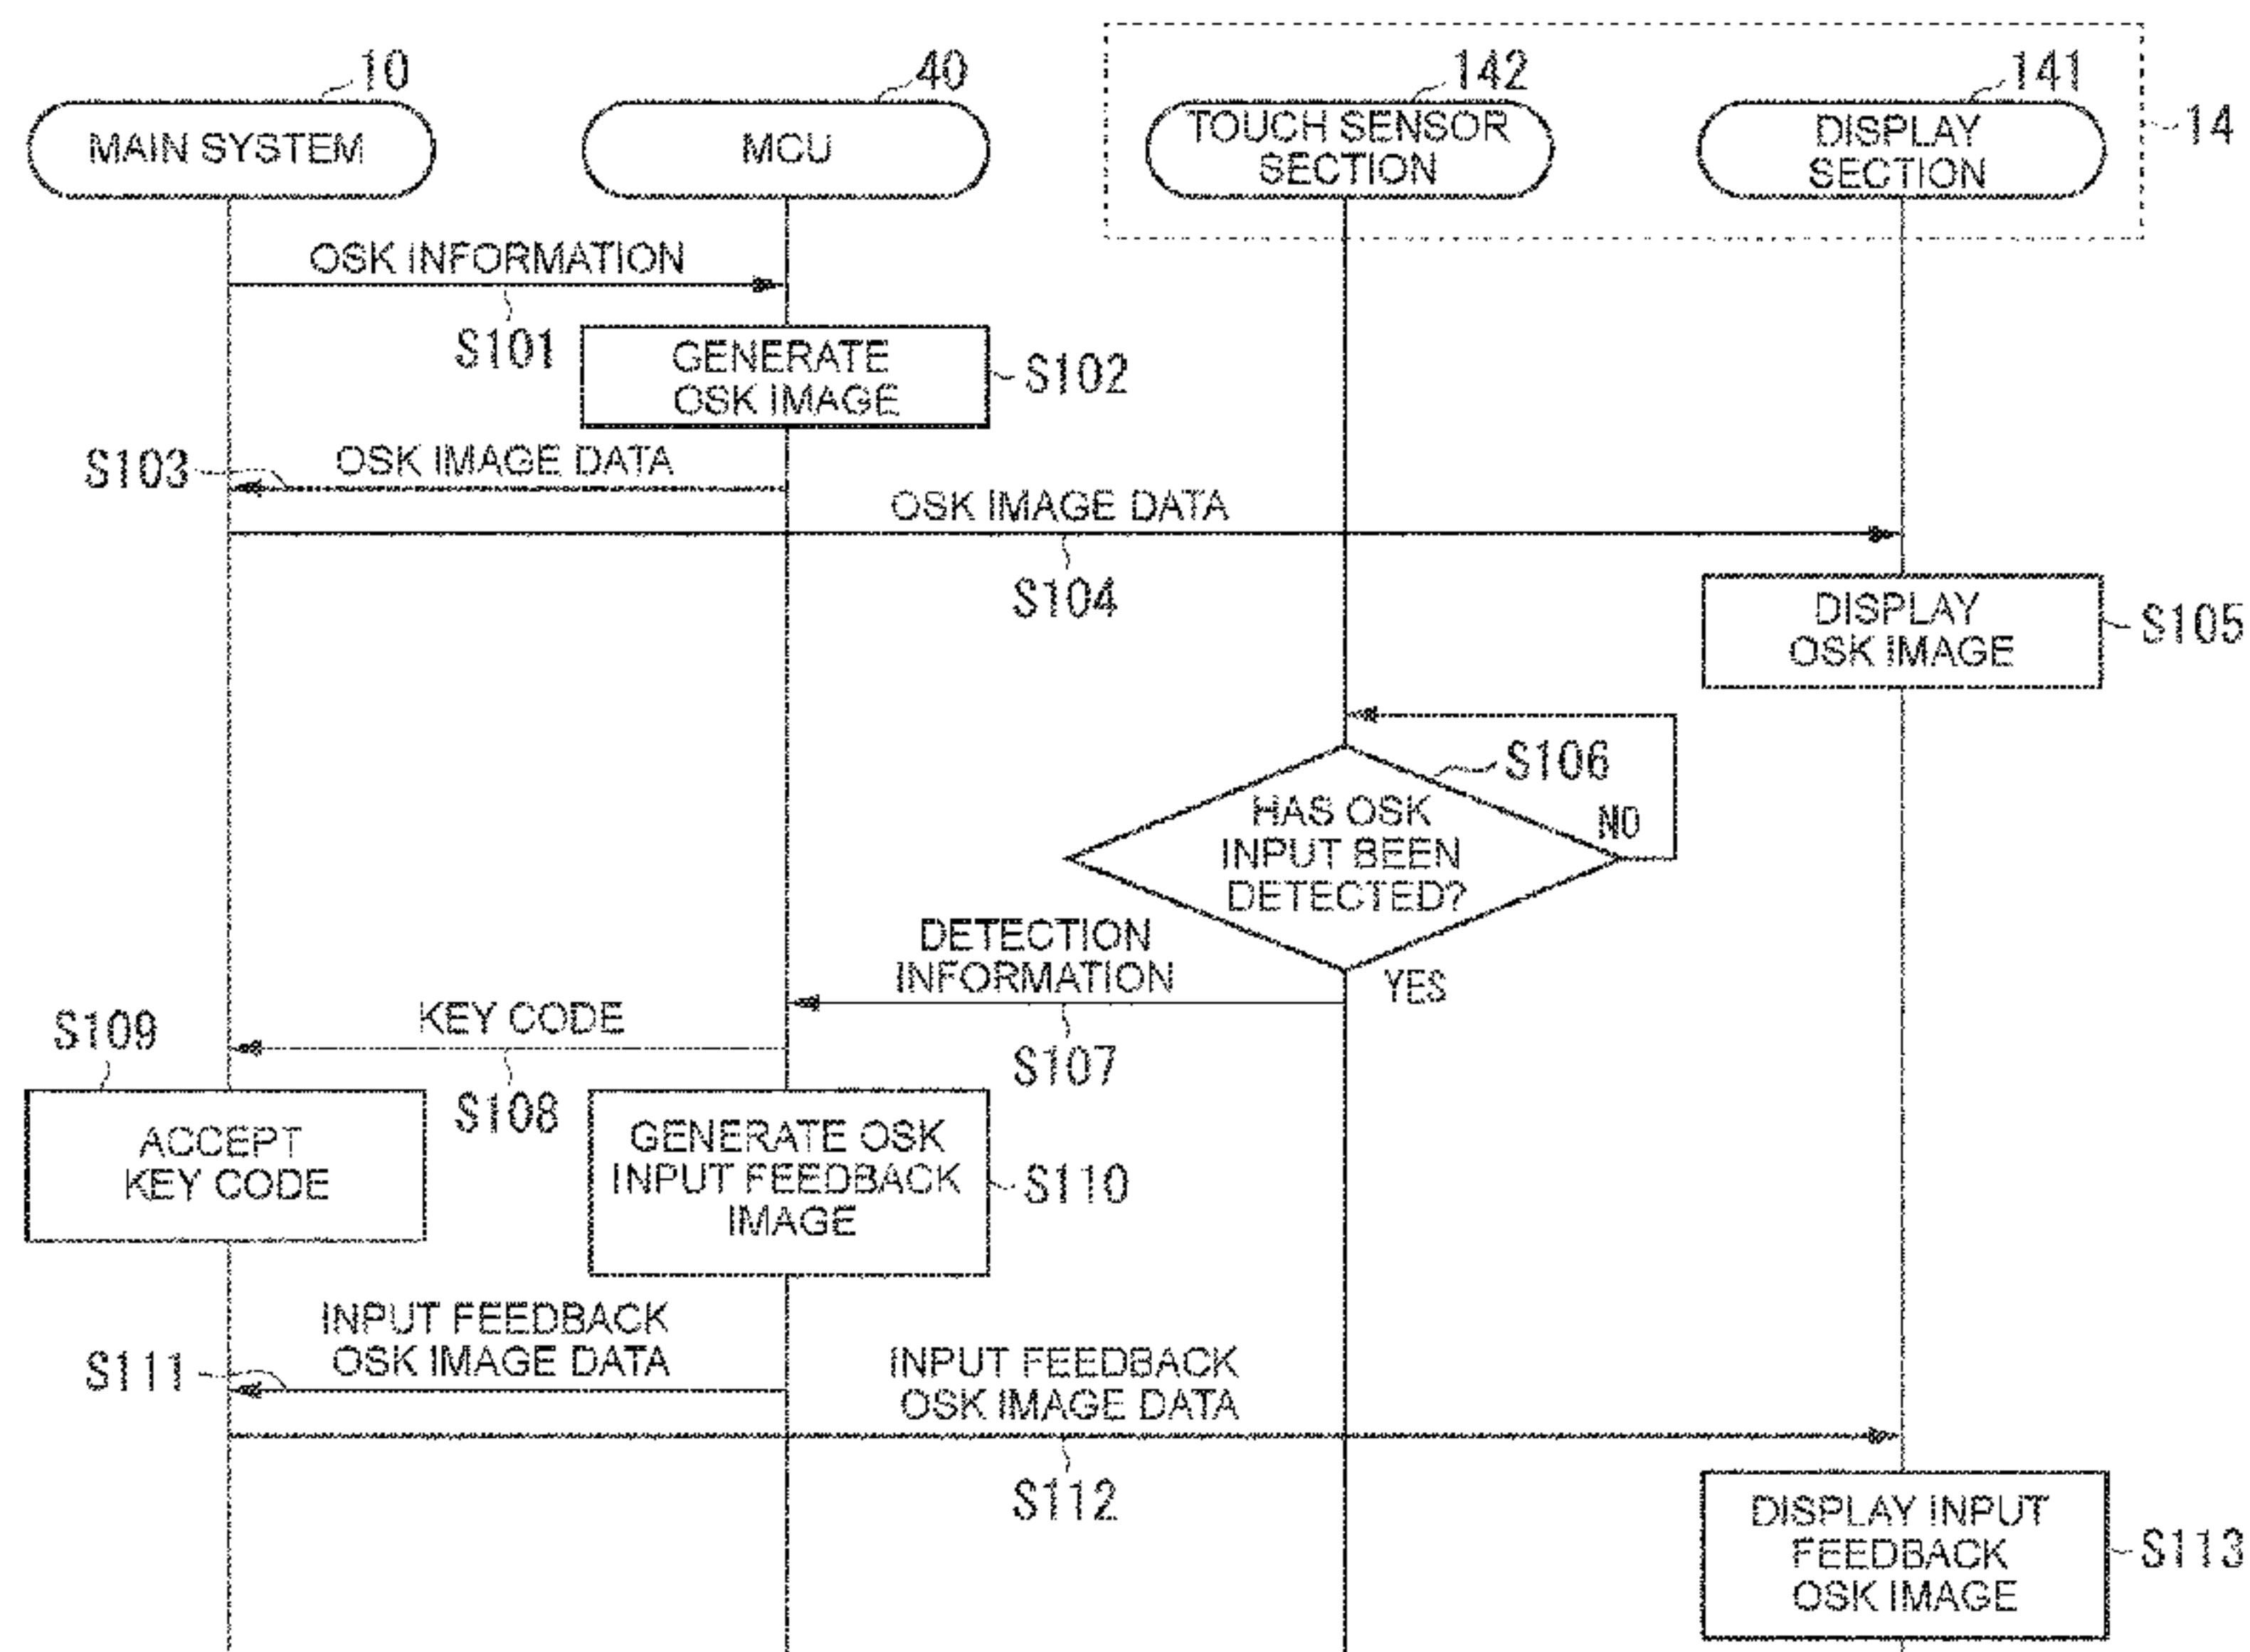 10
40
142
141
MAIN SYSTEM
MCU
TOUCH SENSOR
SECTION
DISPLAY
SECTION
14
OSK INFORMATION
S101
GENERATE
OSK IMAGE
S102
S103
OSK IMAGE DATA
OSK IMAGE DATA
S104
DISPLAY
OSK IMAGE
S105
S106
HAS OSK
INPUT BEEN
DETECTED?
NO
YES
DETECTION
INFORMATION
S107
KEY CODE
S108
S109
ACCEPT
KEY CODE
GENERATE OSK
INPUT FEEDBACK
IMAGE
S110
INPUT FEEDBACK
OSK IMAGE DATA
S111
INPUT FEEDBACK
OSK IMAGE DATA
S112
DISPLAY INPUT
FEEDBACK
OSK IMAGE
S113